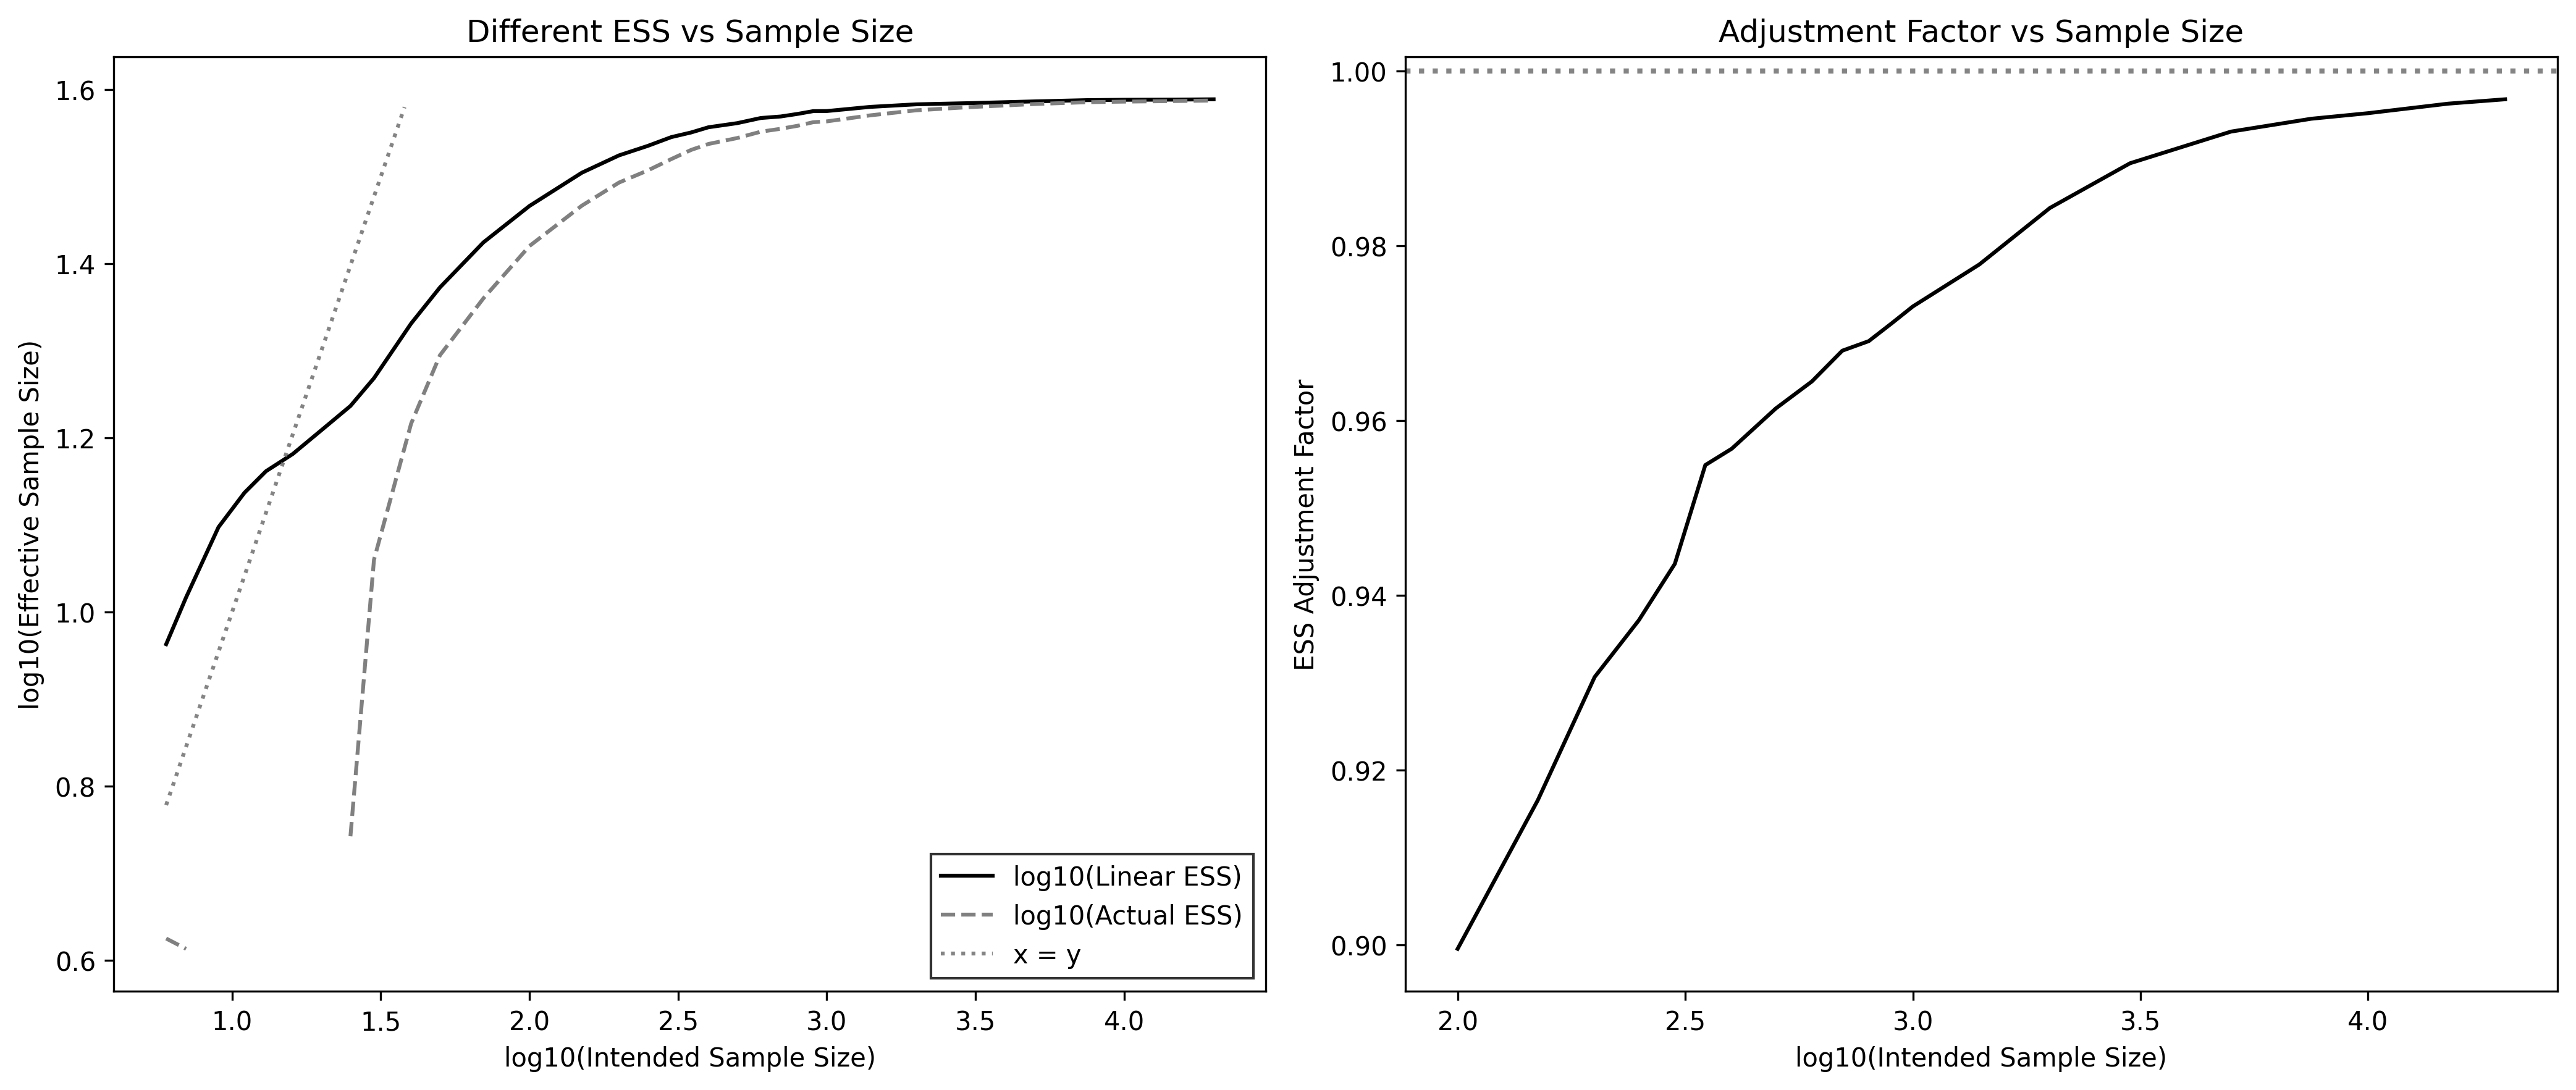 Different ESS vs Sample Size
log10(Effective Sample Size)
1.6
1.4
1.2
1.0
0.8
0.6
1.0 1.5 2.0 2.5 3.0 3.5 4.0
log10(Intended Sample Size)
log10(Linear ESS)
log10(Actual ESS)
x = y
Adjustment Factor vs Sample Size
ESS Adjustment Factor
1.00
0.98
0.96
0.94
0.92
0.90
2.0 2.5 3.0 3.5 4.0
log10(Intended Sample Size)